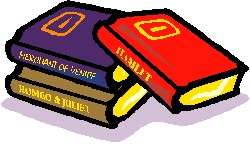 MERCHANT OF VENICE
ROMEO & JULIET
HAMLET